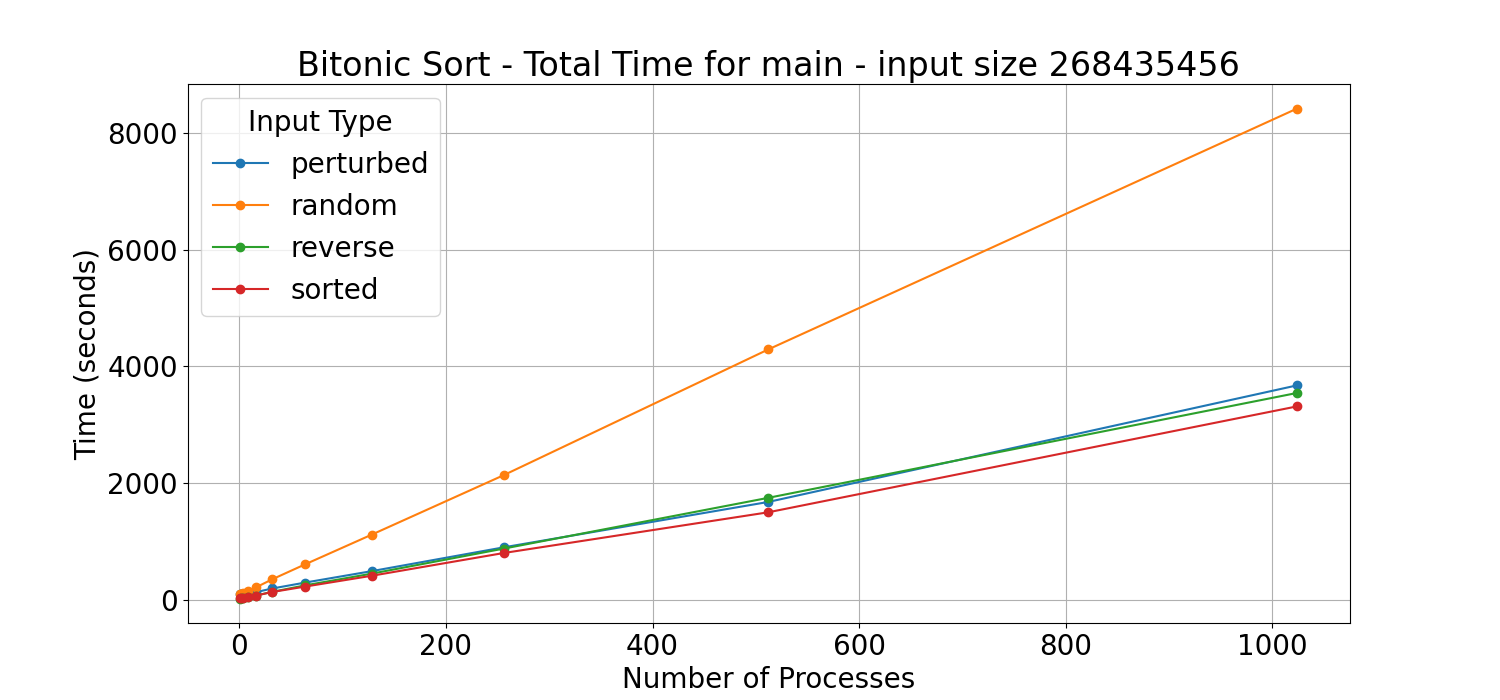 Bitonic Sort - Total Time for main - input size 268435456
Input Type
perturbed
random
reverse
sorted
Time (seconds)
8000
6000
4000
2000
0
0 200 400 600 800 1000
Number of Processes